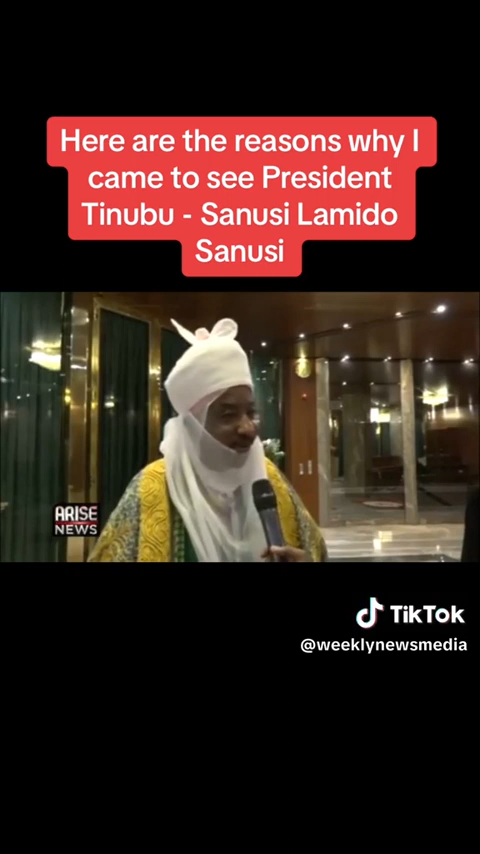 Here are the reasons why I
came to see President
Tinubu - Sanusi Lamido
Sanusi
ARISE
NEWS
TikTok
@weeklynewsmedia